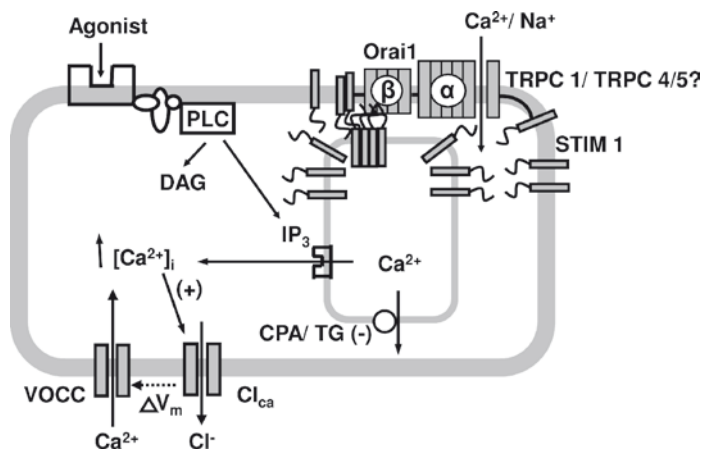 Agonist
Ca²⁺/ Na⁺
Orai1
β
α
TRPC 1/ TRPC 4/5?
PLC
STIM 1
DAG
IP₃
[Ca²⁺]ᵢ
Ca²⁺
(+)
CPA/ TG (-)
VOCC
ΔVₘ
Cl꜀ₐ
Ca²⁺
Cl⁻